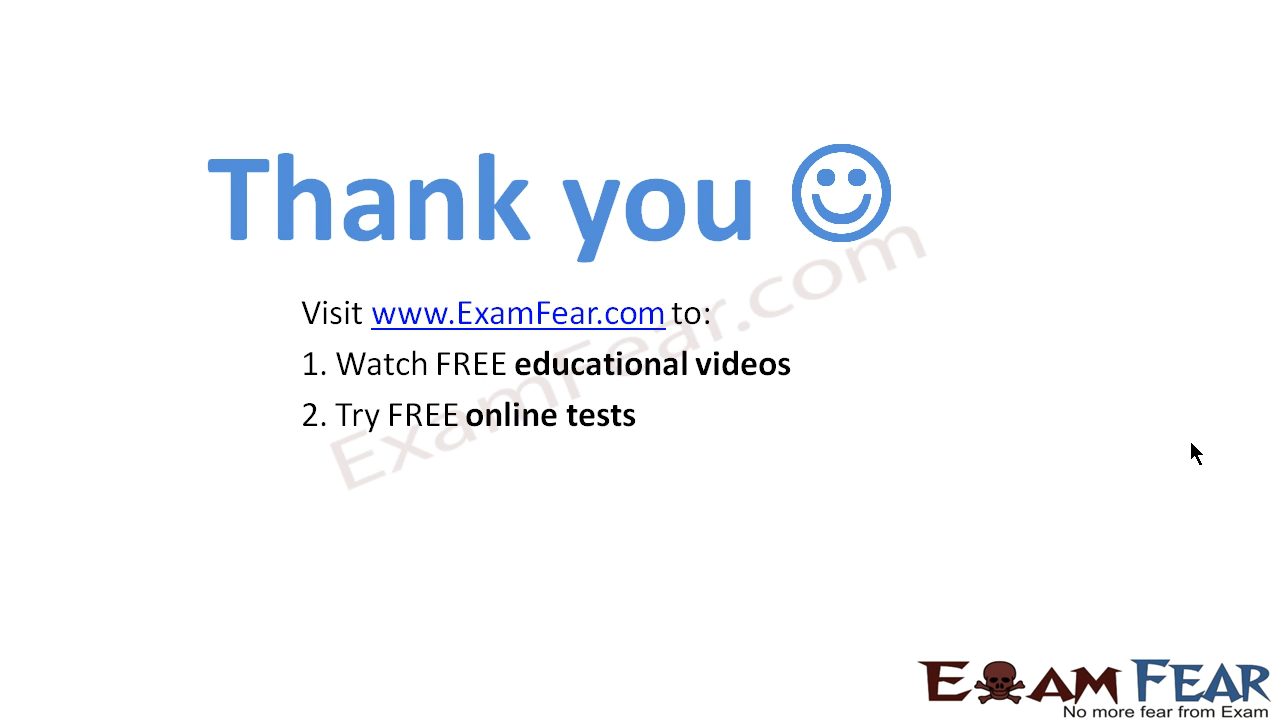 Thank you
Visit www.ExamFear.com to:
1. Watch FREE educational videos
2. Try FREE online tests
ExamFear.com
EXAM FEAR
No more fear from Exam